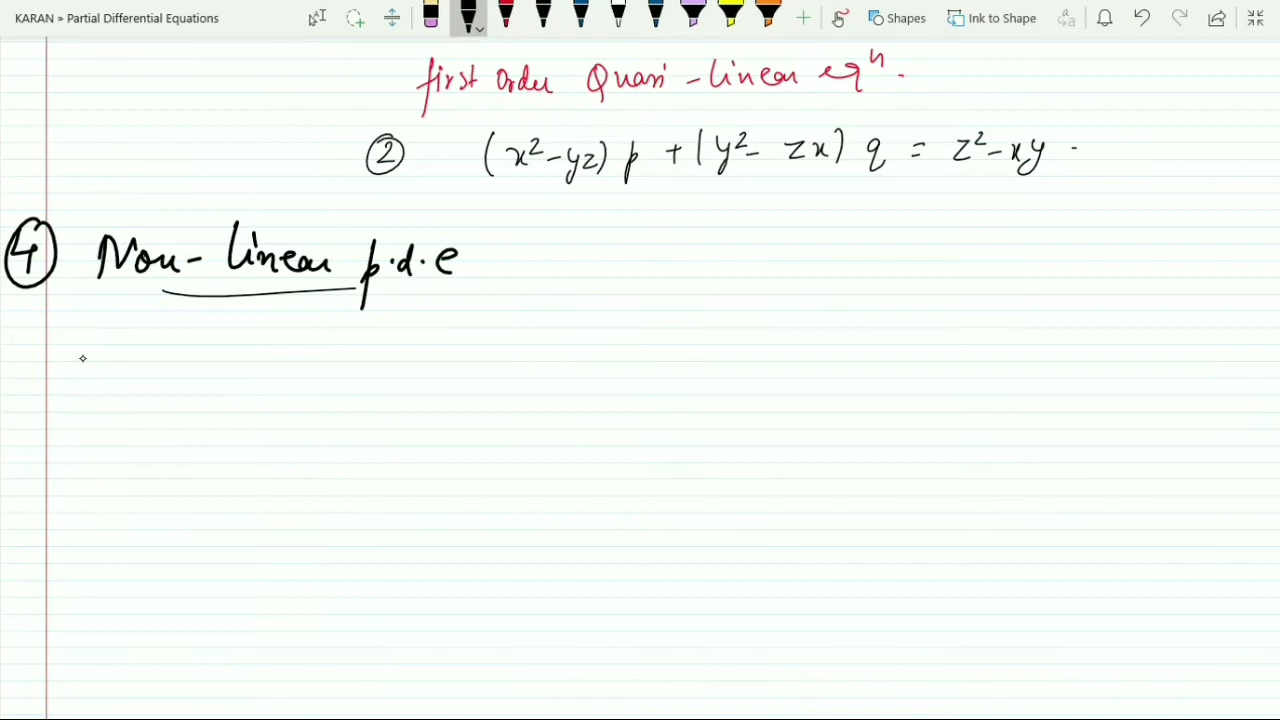 KARAN » Partial Differential Equations
Shapes
Ink to Shape
first order Quasi-linear eqⁿ.
② (x²-yz) p + (y²- zx) q = z²-xy .
④ Non-linear p.d.e